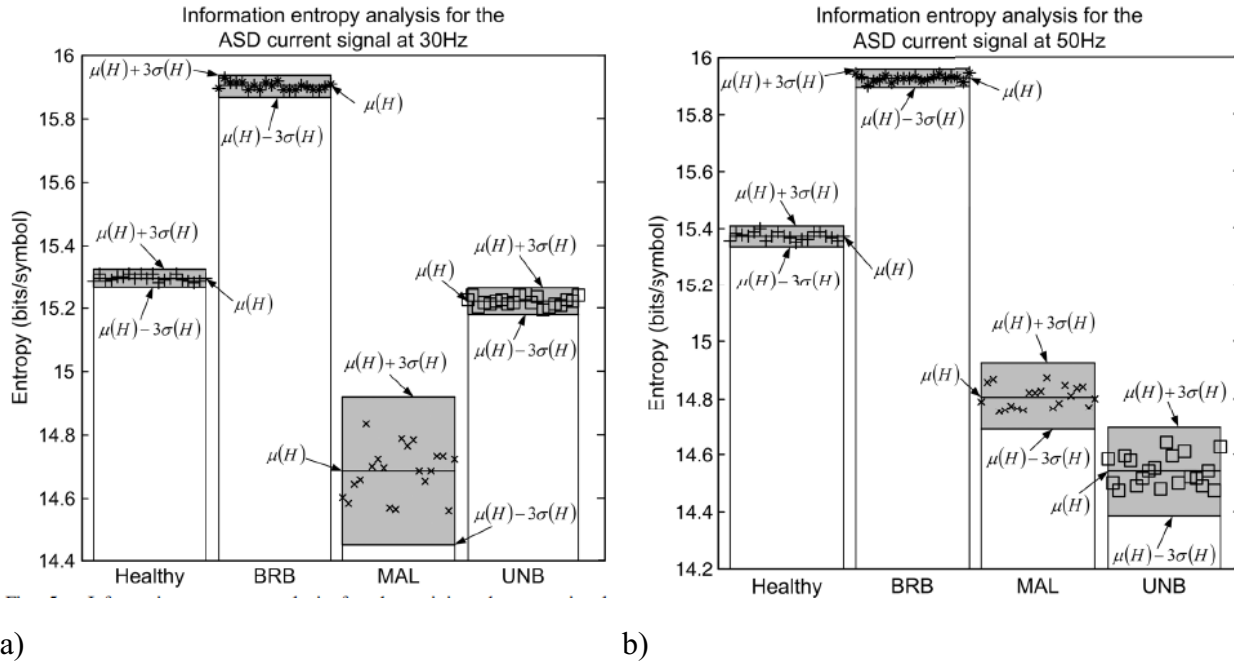 Information entropy analysis for the
ASD current signal at 30Hz
Entropy (bits/symbol)
16
15.8
15.6
15.4
15.2
15
14.8
14.6
14.4
μ(H)+3σ(H)
μ(H)
μ(H)−3σ(H)
μ(H)+3σ(H)
μ(H)
μ(H)−3σ(H)
μ(H)+3σ(H)
μ(H)
μ(H)−3σ(H)
μ(H)+3σ(H)
μ(H)
μ(H)−3σ(H)
Healthy BRB MAL UNB
a)
Information entropy analysis for the
ASD current signal at 50Hz
Entropy (bits/symbol)
16
15.8
15.6
15.4
15.2
15
14.8
14.6
14.4
14.2
μ(H)+3σ(H)
μ(H)
μ(H)−3σ(H)
μ(H)+3σ(H)
μ(H)
μ(H)−3σ(H)
μ(H)+3σ(H)
μ(H)
μ(H)−3σ(H)
μ(H)+3σ(H)
μ(H)
μ(H)−3σ(H)
Healthy BRB MAL UNB
b)